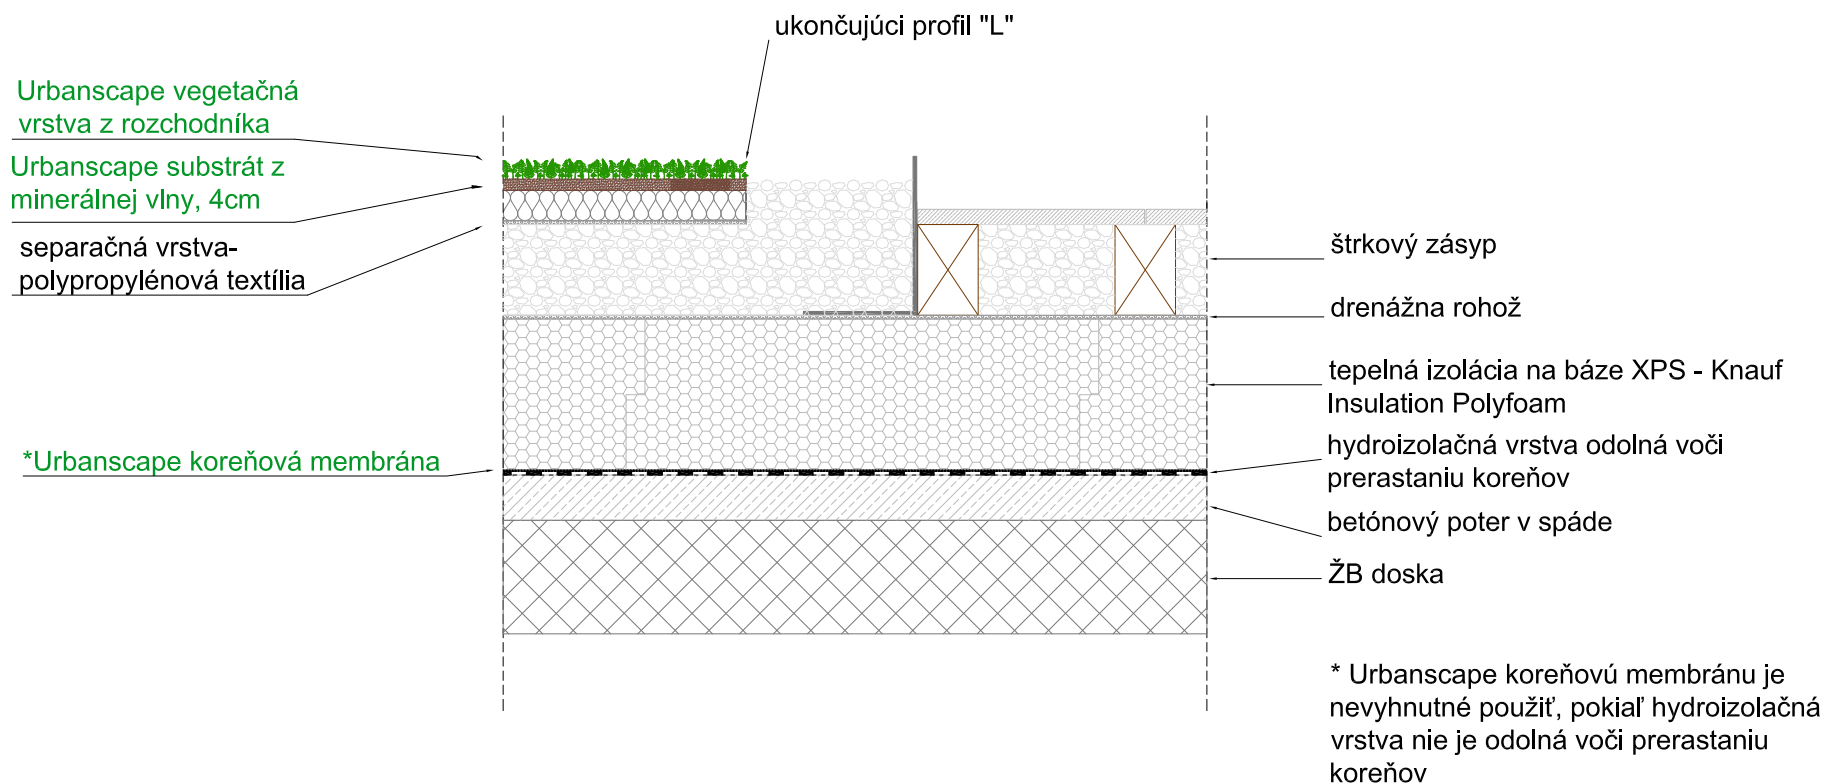 ukončujúci profil "L"
Urbanscape vegetačná
vrstva z rozchodníka
Urbanscape substrát z
minerálnej vlny, 4cm
separačná vrstva-
polypropylénová textília
*Urbanscape koreňová membrána
štrkový zásyp
drenážna rohož
tepelná izolácia na báze XPS - Knauf
Insulation Polyfoam
hydroizolačná vrstva odolná voči
prerastaniu koreňov
betónový poter v spáde
ŽB doska
* Urbanscape koreňovú membránu je
nevyhnutné použiť, pokiaľ hydroizolačná
vrstva nie je odolná voči prerastaniu
koreňov